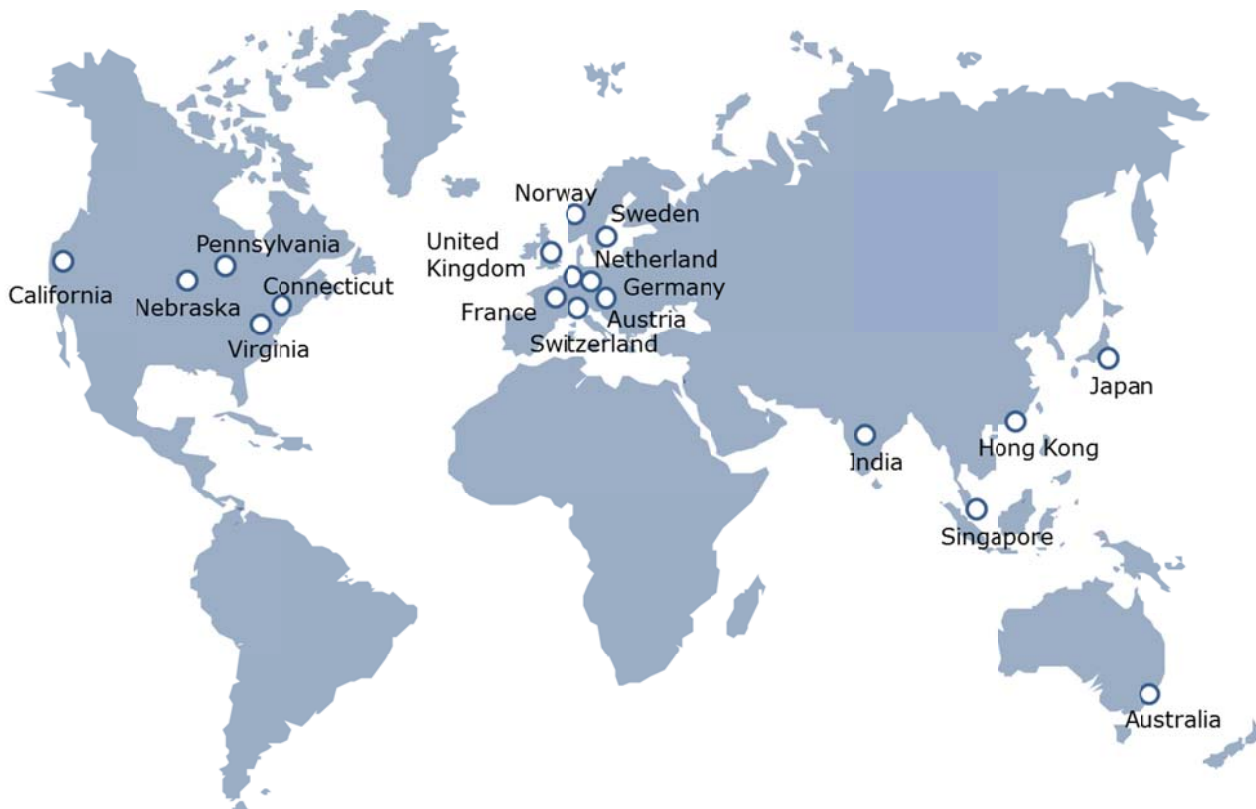 Norway
Sweden
Pennsylvania
United
Kingdom
Netherland
California
Nebraska
Connecticut
Germany
France
Austria
Virginia
Switzerland
Japan
India
Hong Kong
Singapore
Australia